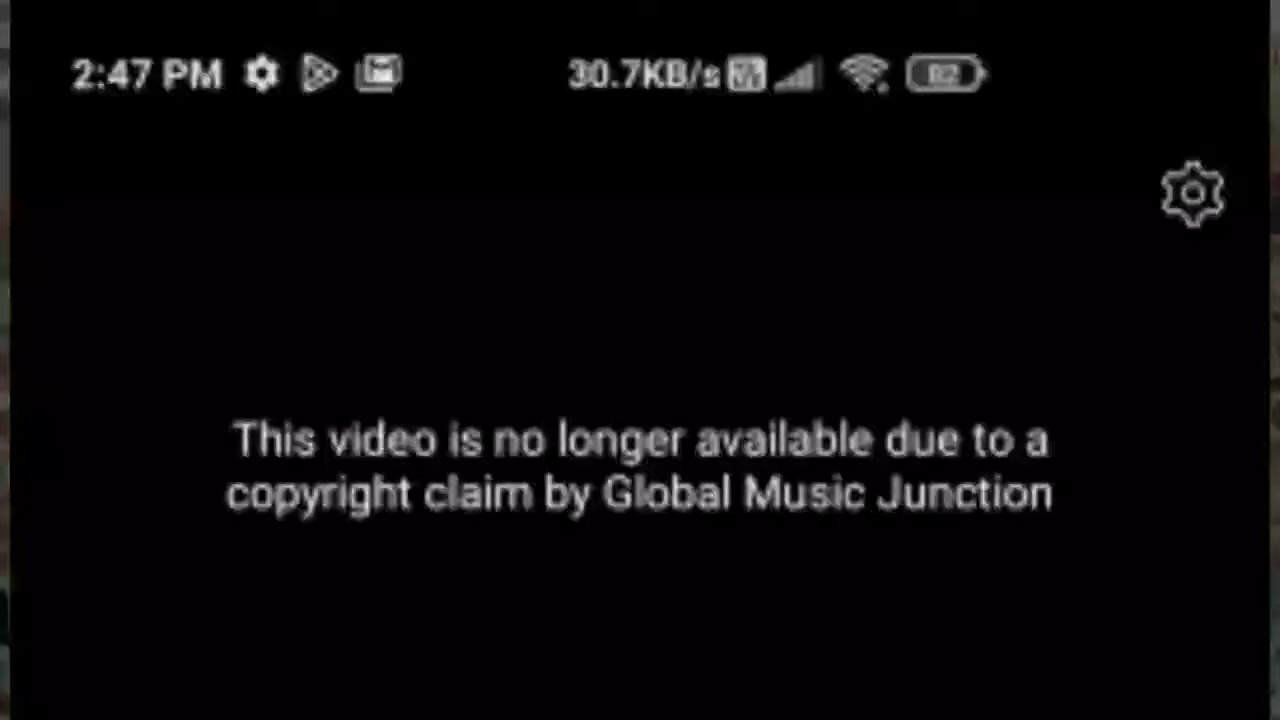 2:47 PM 30.7KB/s 82
This video is no longer available due to a
copyright claim by Global Music Junction